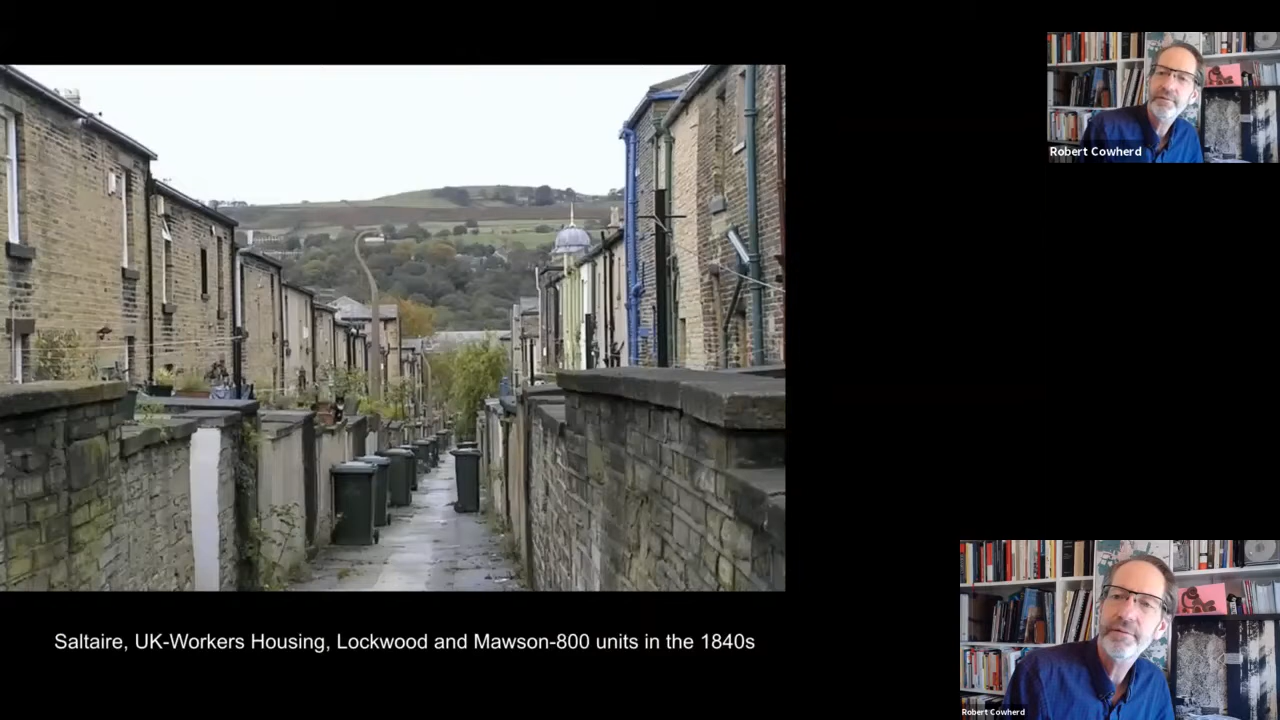 Robert Cowherd
Saltaire, UK-Workers Housing, Lockwood and Mawson-800 units in the 1840s
Robert Cowherd